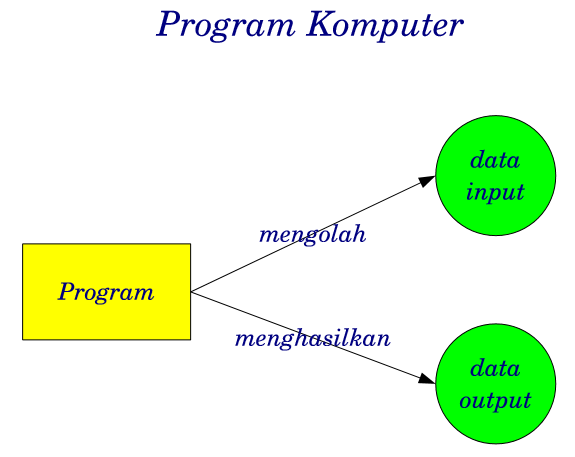 Program Komputer
data
input
mengolah
Program
menghasilkan
data
output